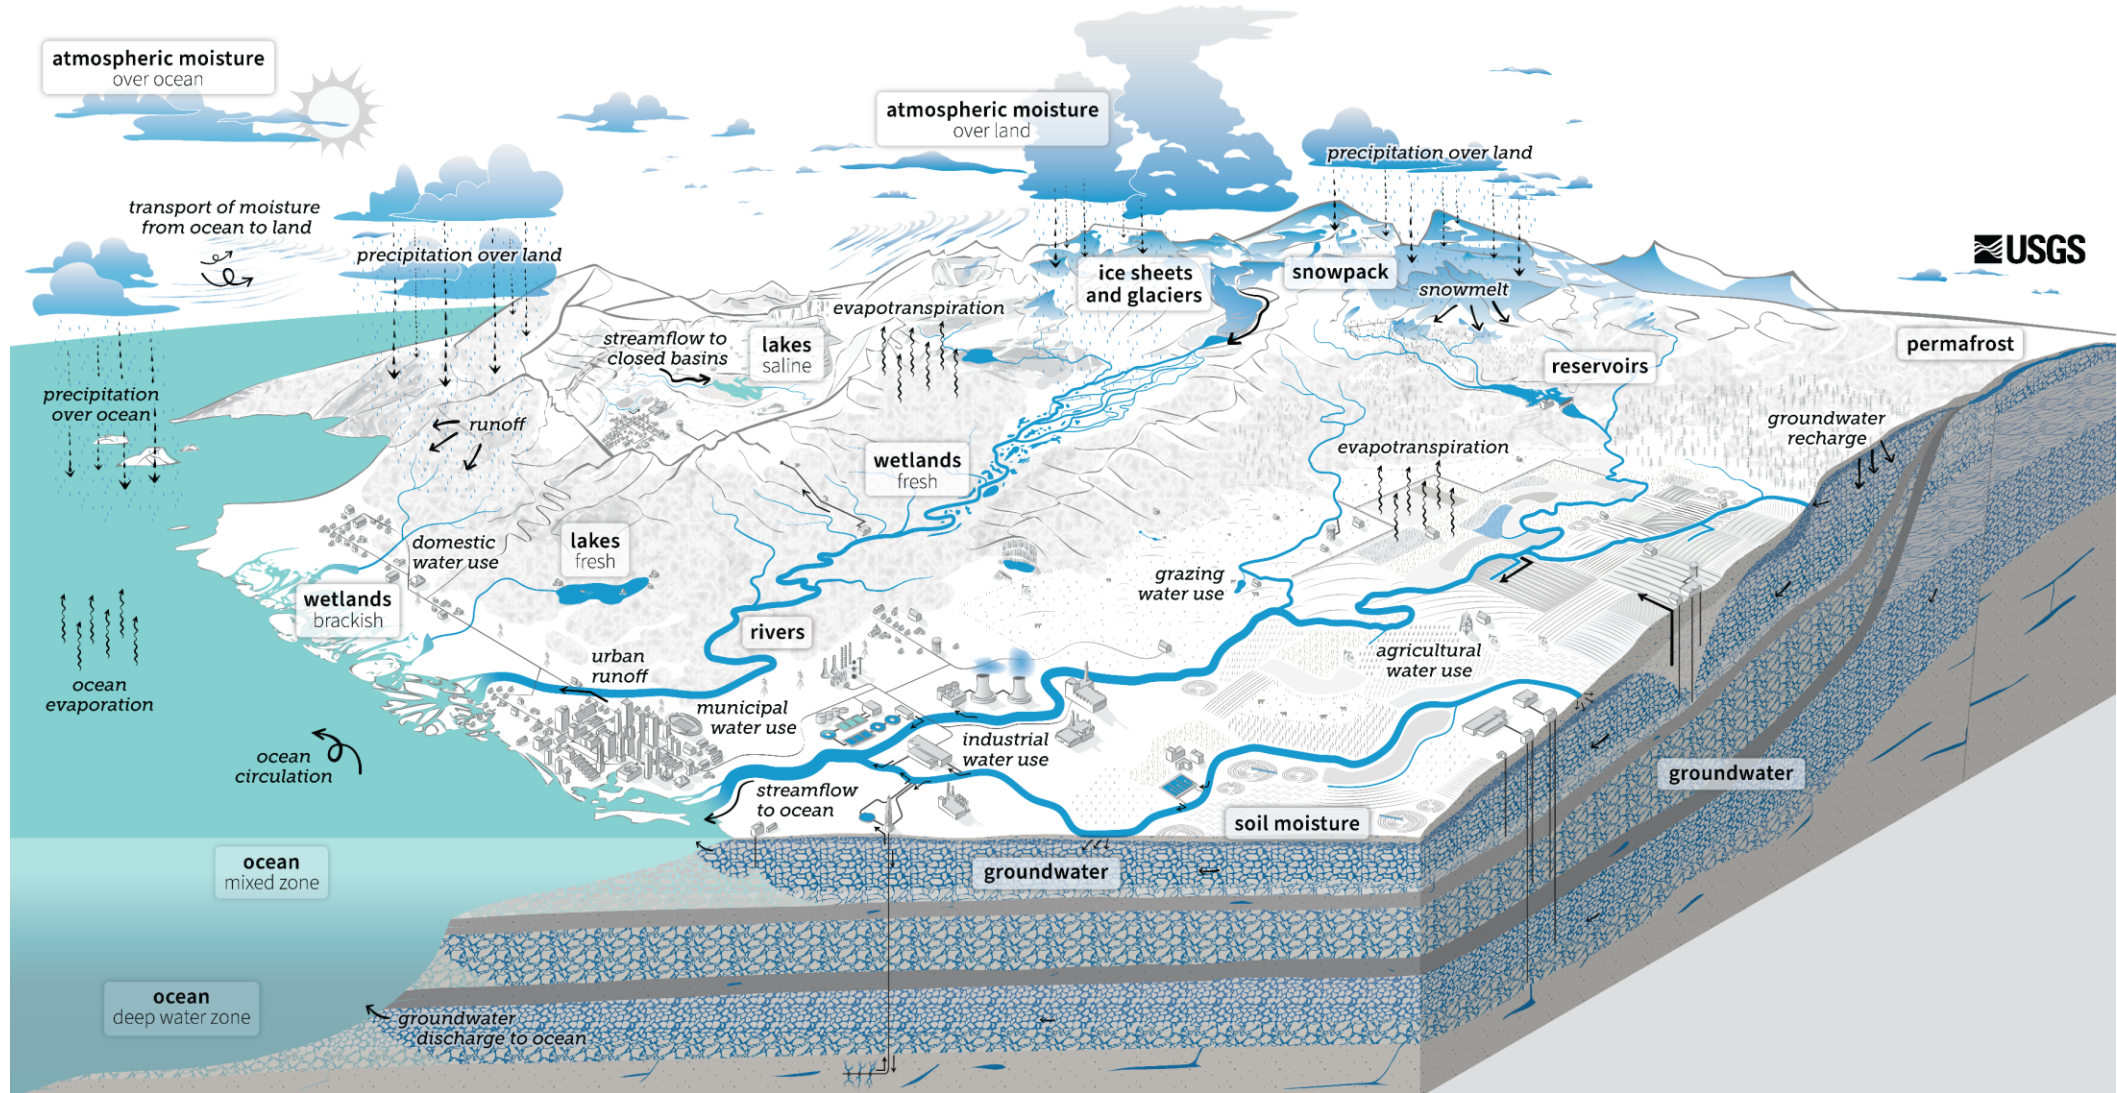 atmospheric moisture
over ocean
atmospheric moisture
over land
precipitation over land
transport of moisture
from ocean to land
precipitation over land
USGS
ice sheets
and glaciers
snowpack
snowmelt
evapotranspiration
streamflow to
closed basins
lakes
saline
permafrost
reservoirs
precipitation
over ocean
runoff
groundwater
recharge
evapotranspiration
wetlands
fresh
domestic
water use
lakes
fresh
grazing
water use
wetlands
brackish
rivers
urban
runoff
agricultural
water use
ocean
evaporation
municipal
water use
industrial
water use
ocean
circulation
groundwater
streamflow
to ocean
soil moisture
ocean
mixed zone
groundwater
ocean
deep water zone
groundwater
discharge to ocean